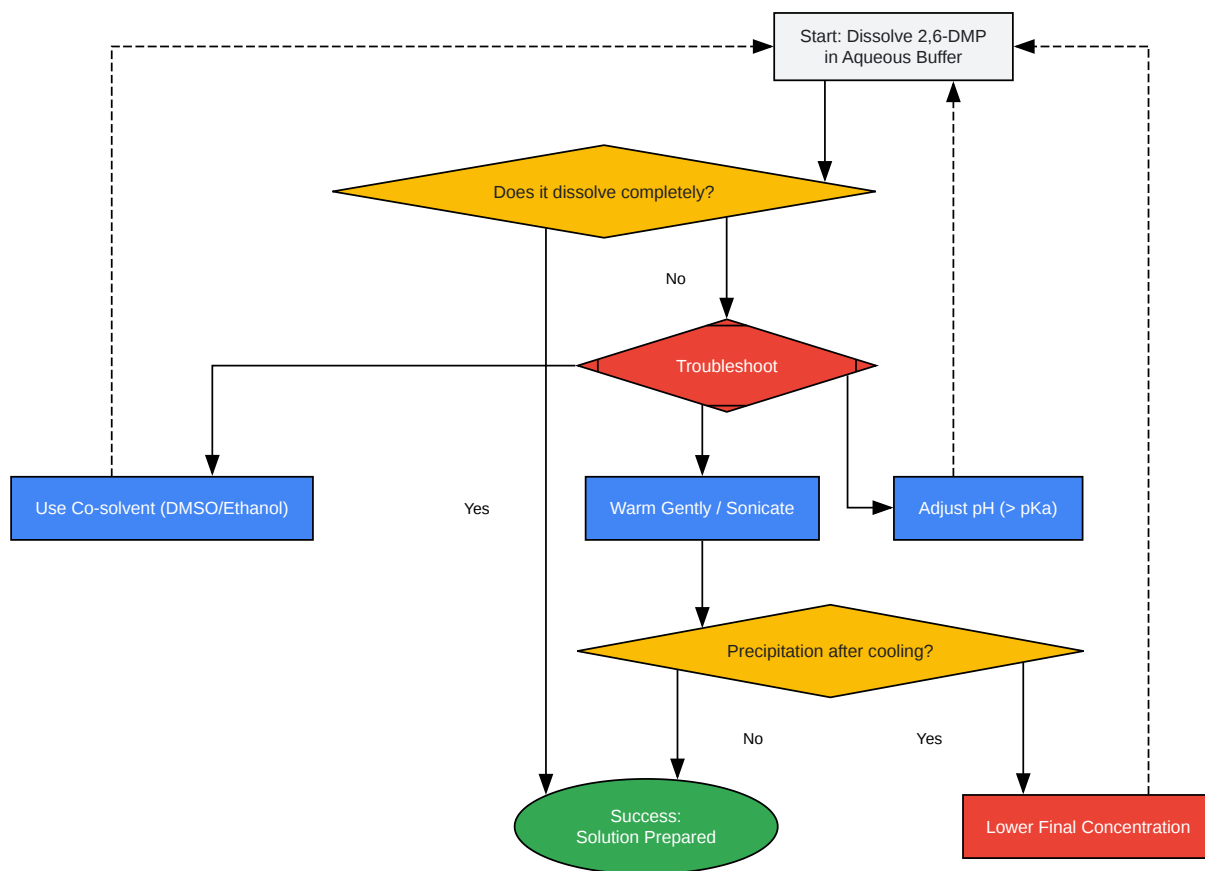 Start: Dissolve 2,6-DMP
in Aqueous Buffer
Does it dissolve completely?
No
Troubleshoot
Use Co-solvent (DMSO/Ethanol)
Yes
Warm Gently / Sonicate
Adjust pH (> pKa)
Precipitation after cooling?
No
Yes
Success:
Solution Prepared
Lower Final Concentration